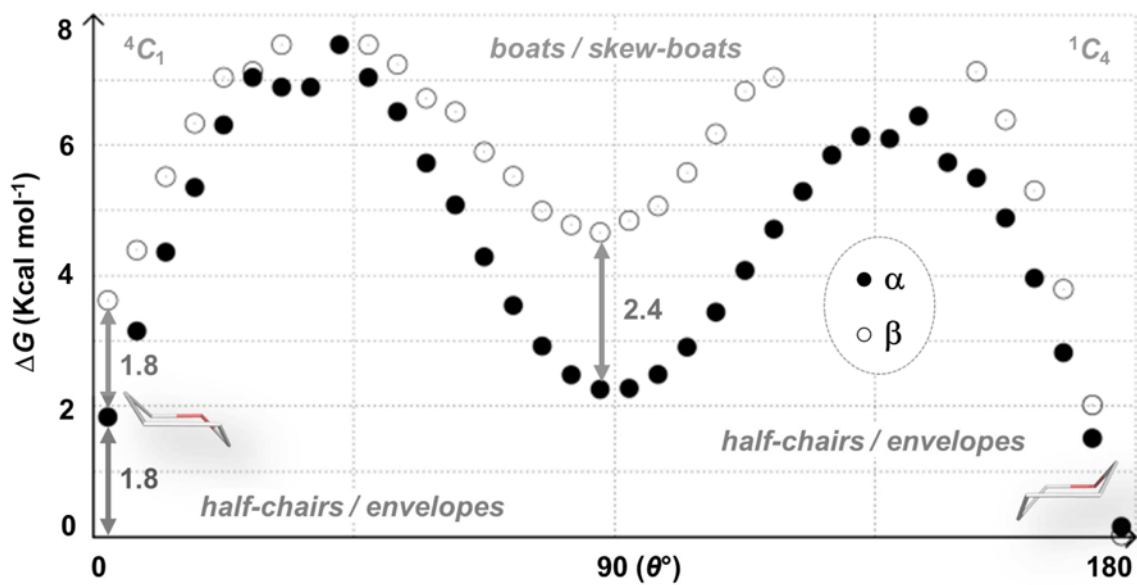 8
⁴C₁
boats / skew-boats
¹C₄
6
4
2
0
ΔG (Kcal mol⁻¹)
2.4
α
β
1.8
1.8
half-chairs / envelopes
half-chairs / envelopes
0
90 (θ°)
180